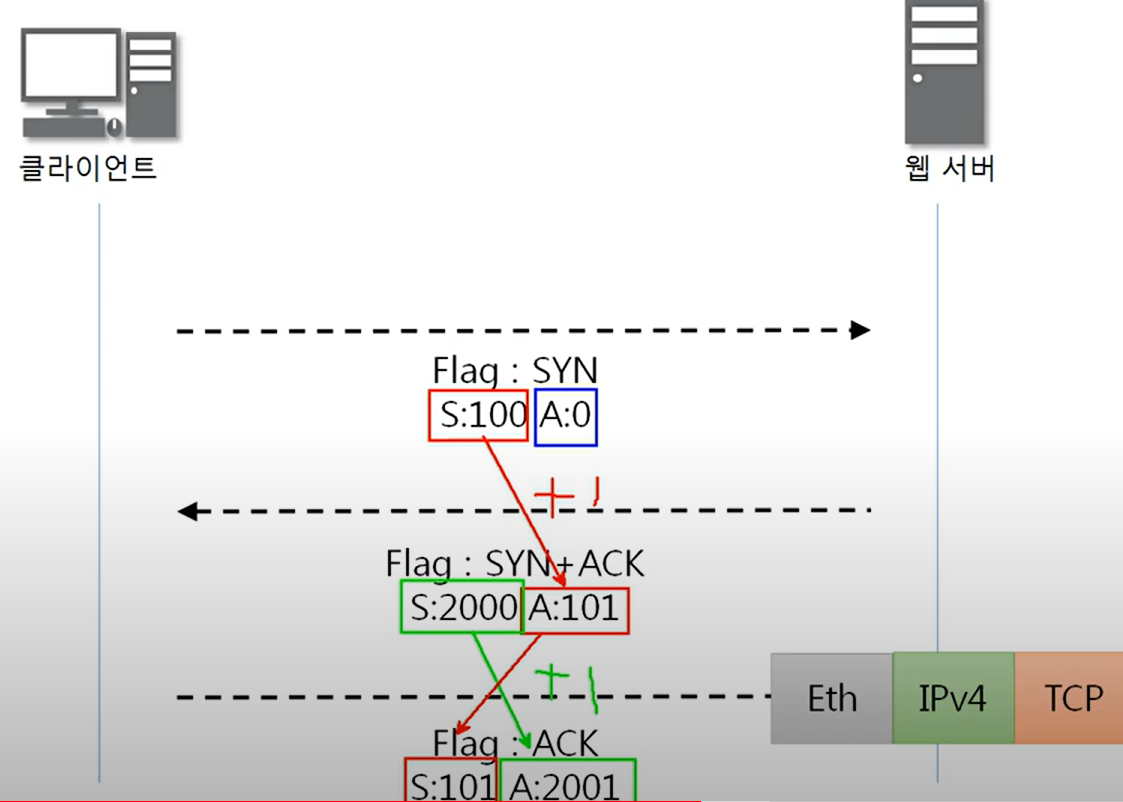 클라이언트
웹 서버
Flag : SYN
S:100 A:0
+1
Flag : SYN+ACK
S:2000 A:101
+1
Eth IPv4 TCP
Flag : ACK
S:101 A:2001